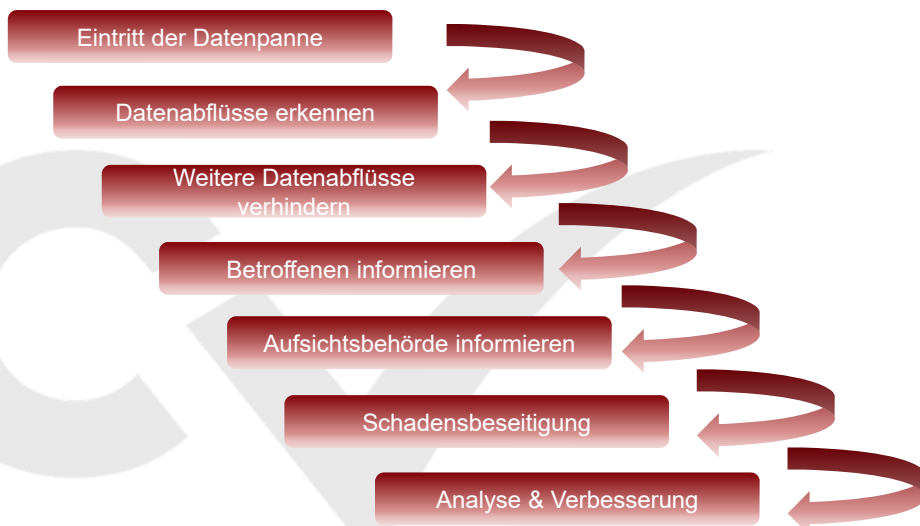 Eintritt der Datenpanne
Datenabflüsse erkennen
Weitere Datenabflüsse
verhindern
Betroffenen informieren
Aufsichtsbehörde informieren
Schadensbeseitigung
Analyse & Verbesserung